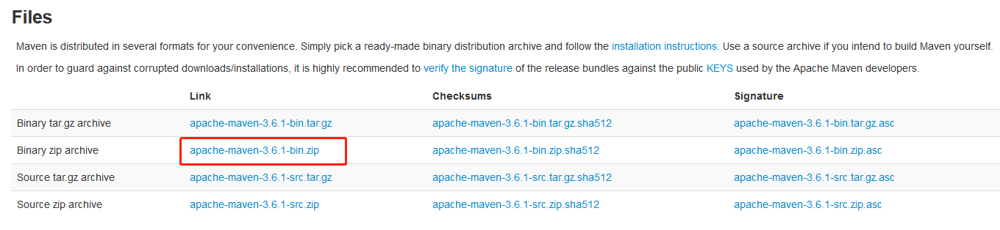 Files
Maven is distributed in several formats for your convenience. Simply pick a ready-made binary distribution archive and follow the installation instructions. Use a source archive if you intend to build Maven yourself.
In order to guard against corrupted downloads/installations, it is highly recommended to verify the signature of the release bundles against the public KEYS used by the Apache Maven developers.
Link Checksums Signature
Binary tar.gz archive apache-maven-3.6.1-bin.tar.gz apache-maven-3.6.1-bin.tar.gz.sha512 apache-maven-3.6.1-bin.tar.gz.asc
Binary zip archive apache-maven-3.6.1-bin.zip apache-maven-3.6.1-bin.zip.sha512 apache-maven-3.6.1-bin.zip.asc
Source tar.gz archive apache-maven-3.6.1-src.tar.gz apache-maven-3.6.1-src.tar.gz.sha512 apache-maven-3.6.1-src.tar.gz.asc
Source zip archive apache-maven-3.6.1-src.zip apache-maven-3.6.1-src.zip.sha512 apache-maven-3.6.1-src.zip.asc